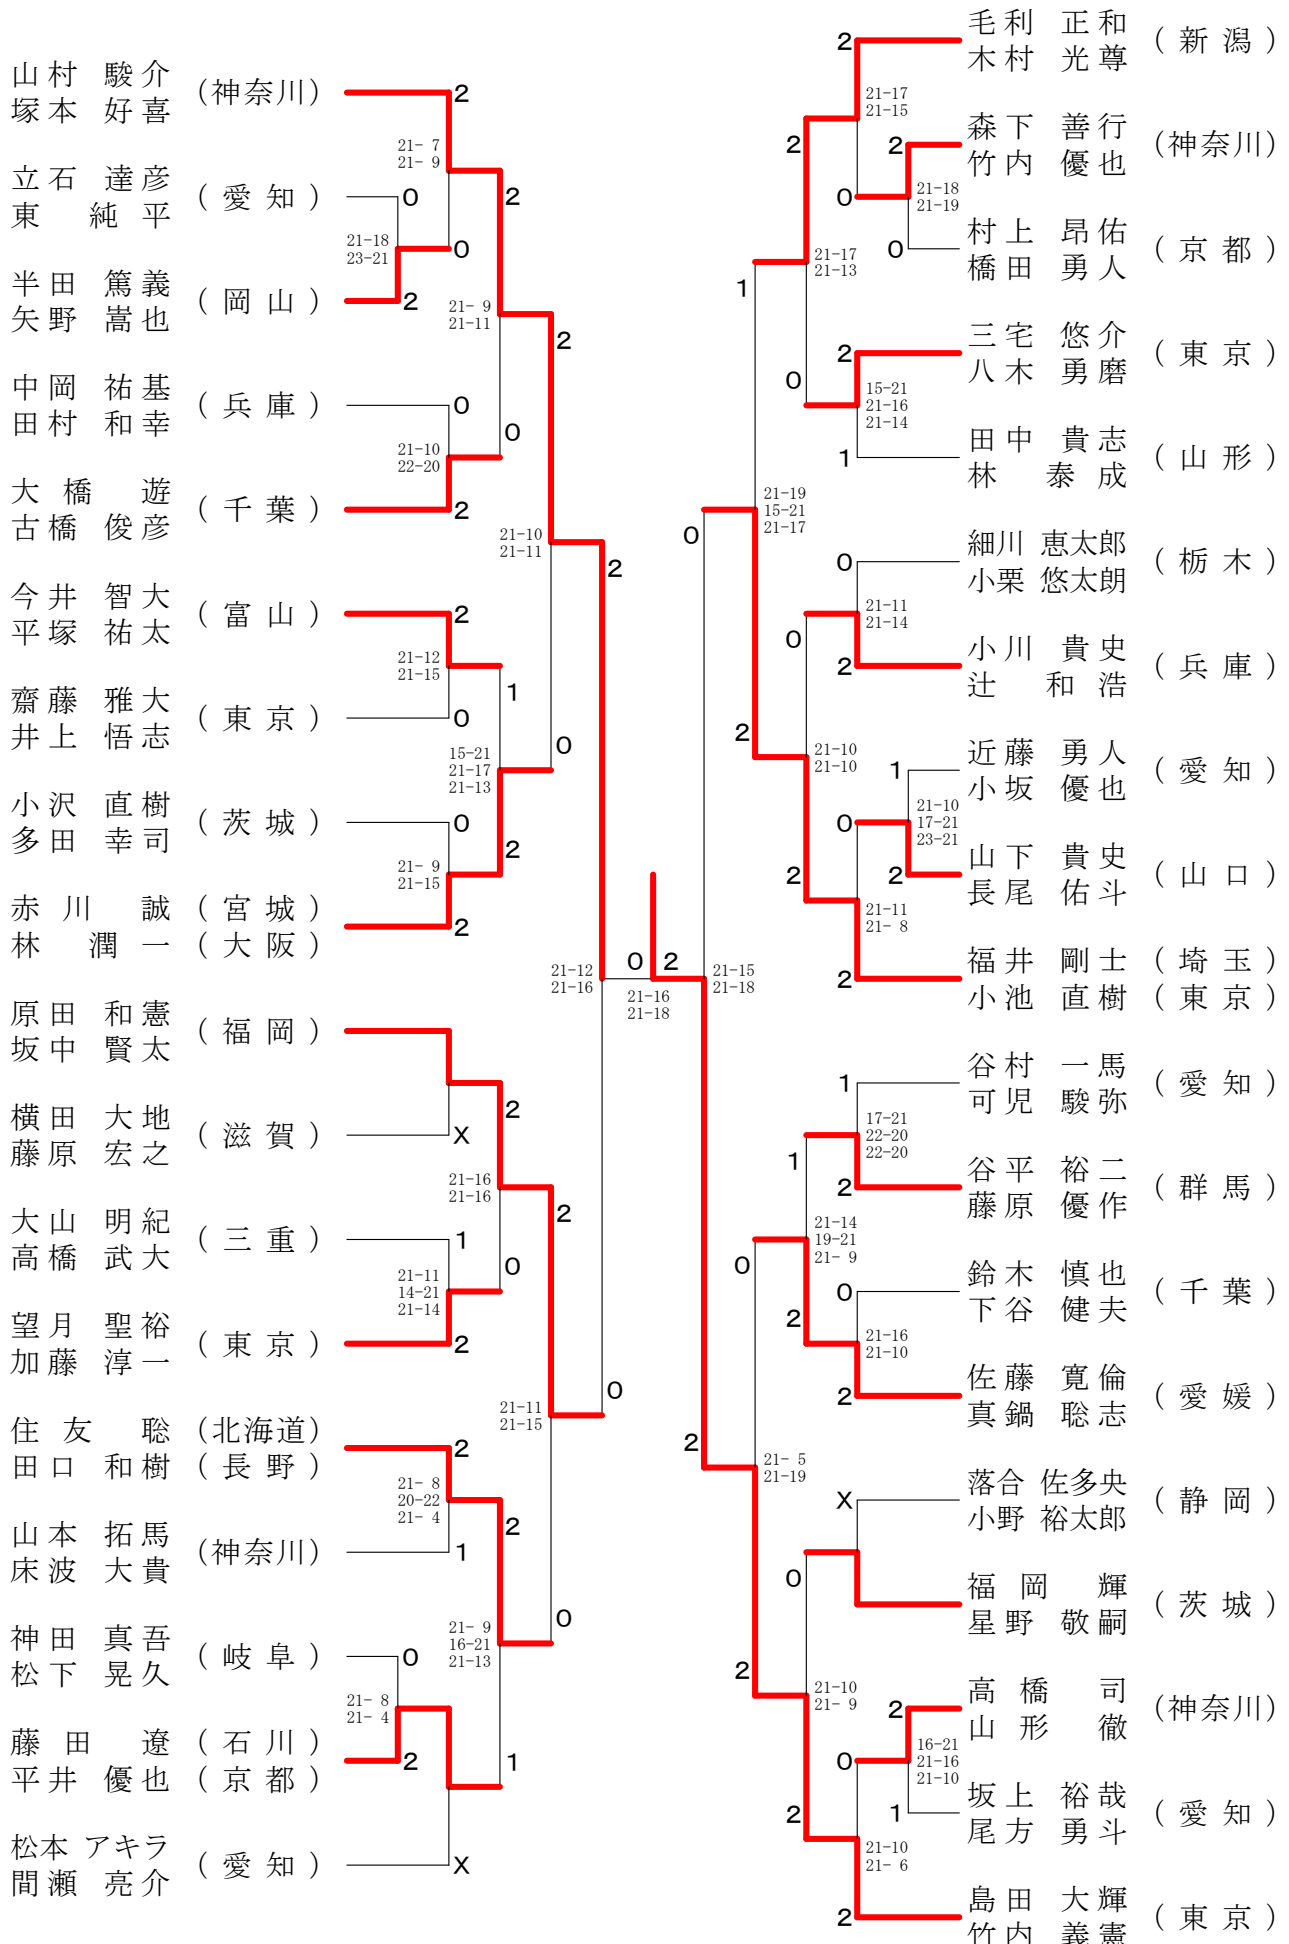 山村 駿介
塚本 好喜
(神奈川)
2
21- 7
21- 9
立石 達彦
東 純平
(愛知)
0
2
21-18
23-21
0
半田 篤義
矢野 嵩也
(岡山)
2
21- 9
21-11
2
中岡 祐基
田村 和幸
(兵庫)
0
0
21-10
22-20
大橋 遊
古橋 俊彦
(千葉)
2
21-10
21-11
2
今井 智大
平塚 祐太
(富山)
2
21-12
21-15
1
齋藤 雅大
井上 悟志
(東京)
0
0
15-21
21-17
21-13
小沢 直樹
多田 幸司
(茨城)
0
2
21- 9
21-15
赤川 誠
林 潤一
(宮城)
(大阪)
2
21-12
21-16
0
2
21-16
21-18
原田 和憲
坂中 賢太
(福岡)
2
横田 大地
藤原 宏之
(滋賀)
X
21-16
21-16
2
大山 明紀
高橋 武大
(三重)
1
0
21-11
14-21
21-14
望月 聖裕
加藤 淳一
(東京)
2
0
21-11
21-15
住友 聡
田口 和樹
(北海道)
(長野)
2
21- 8
20-22
21- 4
2
山本 拓馬
床波 大貴
(神奈川)
1
0
21- 9
16-21
21-13
神田 真吾
松下 晃久
(岐阜)
0
21- 8
21- 4
藤田 遼
平井 優也
(石川)
(京都)
2
1
松本 アキラ
間瀬 亮介
(愛知)
X
2
毛利 正和
木村 光尊
(新潟)
21-17
21-15
2
2
森下 善行
竹内 優也
(神奈川)
0
21-18
21-19
0
村上 昂佑
橋田 勇人
(京都)
21-17
21-13
1
2
三宅 悠介
八木 勇磨
(東京)
0
15-21
21-16
21-14
1
田中 貴志
林 泰成
(山形)
21-19
15-21
21-17
0
0
細川 恵太郎
小栗 悠太朗
(栃木)
21-11
21-14
0
2
小川 貴史
辻 和浩
(兵庫)
2
21-10
21-10
1
近藤 勇人
小坂 優也
(愛知)
0
21-10
17-21
23-21
2
2
山下 貴史
長尾 佑斗
(山口)
21-11
21- 8
2
福井 剛士
小池 直樹
(埼玉)
(東京)
21-15
21-18
1
谷村 一馬
可児 駿弥
(愛知)
17-21
22-20
22-20
1
2
谷平 裕二
藤原 優作
(群馬)
21-14
19-21
21- 9
0
0
鈴木 慎也
下谷 健夫
(千葉)
2
21-16
21-10
2
佐藤 寛倫
真鍋 聡志
(愛媛)
2
21- 5
21-19
X
落合 佐多央
小野 裕太郎
(静岡)
0
福岡 輝
星野 敬嗣
(茨城)
2
21-10
21- 9
2
高橋 司
山形 徹
(神奈川)
0
16-21
21-16
21-10
2
1
坂上 裕哉
尾方 勇斗
(愛知)
21-10
21- 6
2
島田 大輝
竹内 義憲
(東京)